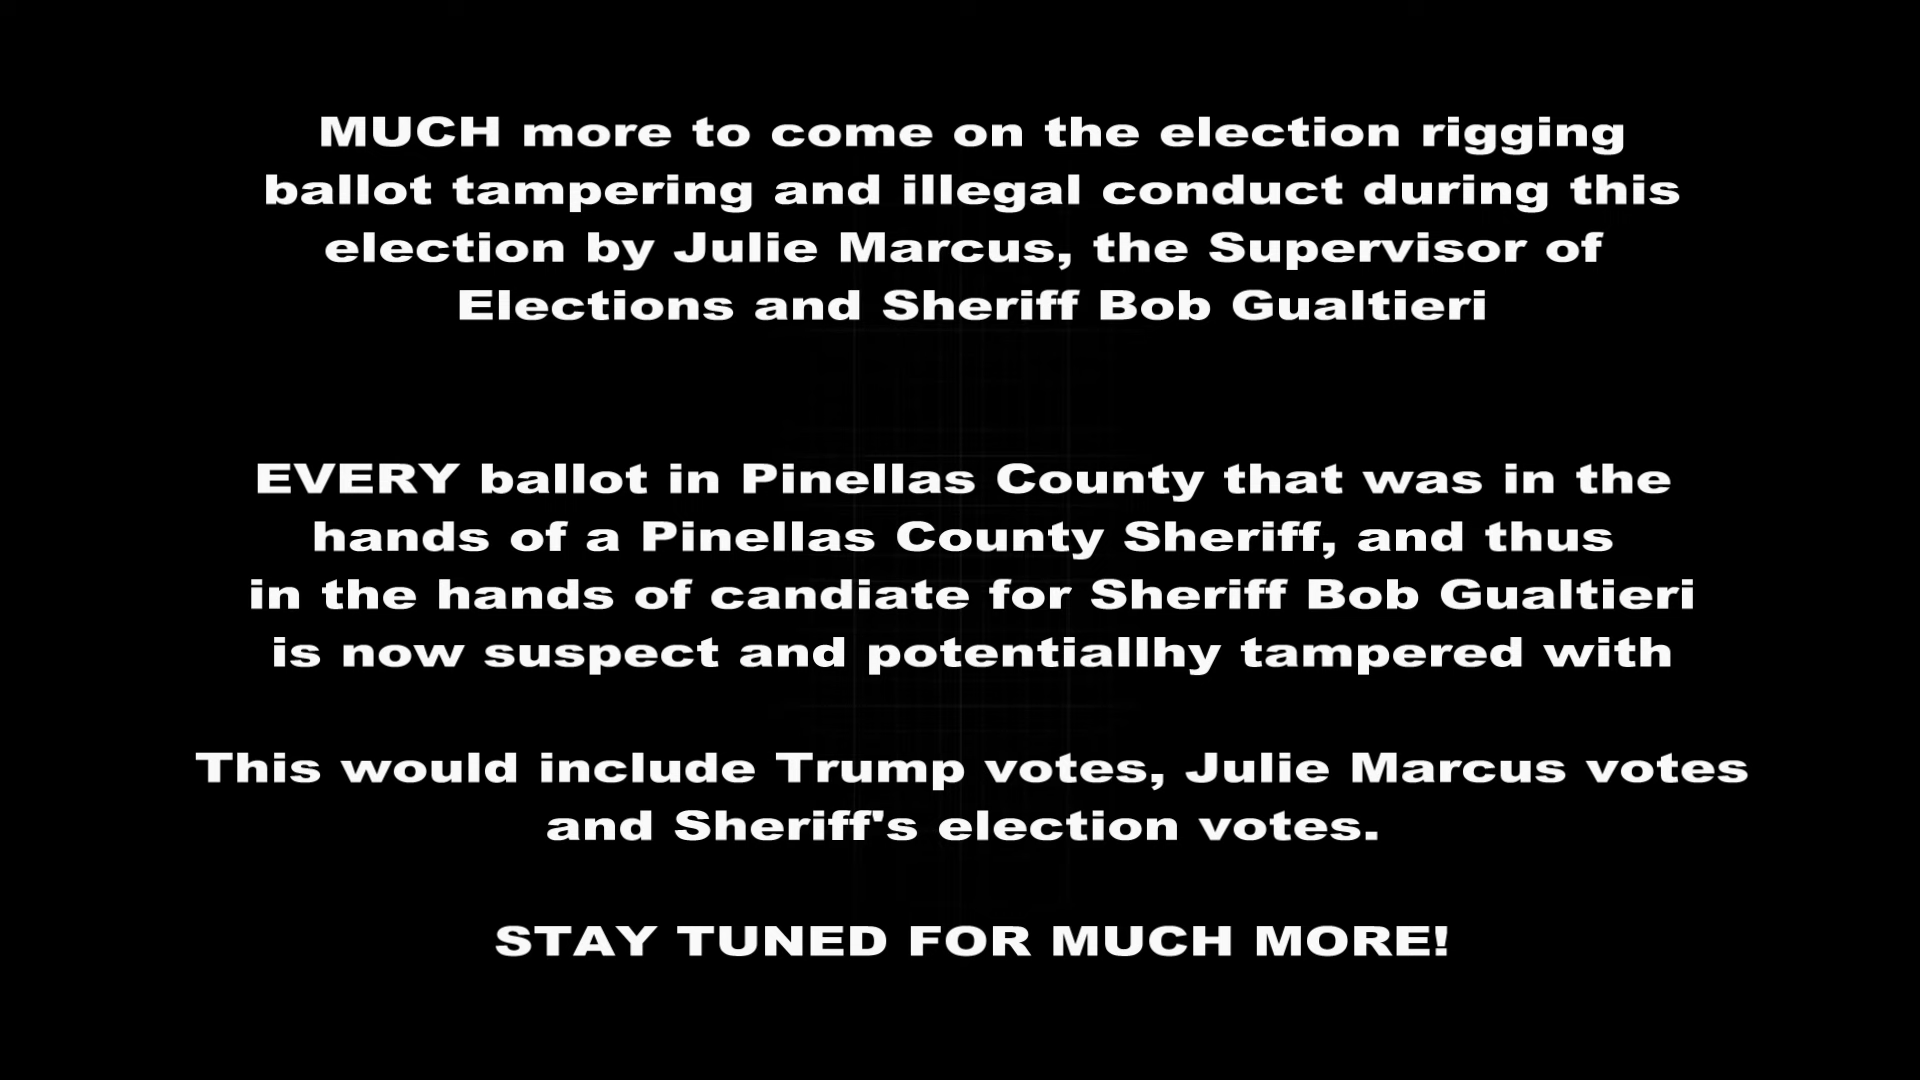 MUCH more to come on the election rigging
ballot tampering and illegal conduct during this
election by Julie Marcus, the Supervisor of
Elections and Sheriff Bob Gualtieri
EVERY ballot in Pinellas County that was in the
hands of a Pinellas County Sheriff, and thus
in the hands of candiate for Sheriff Bob Gualtieri
is now suspect and potentiallhy tampered with
This would include Trump votes, Julie Marcus votes
and Sheriff's election votes.
STAY TUNED FOR MUCH MORE!